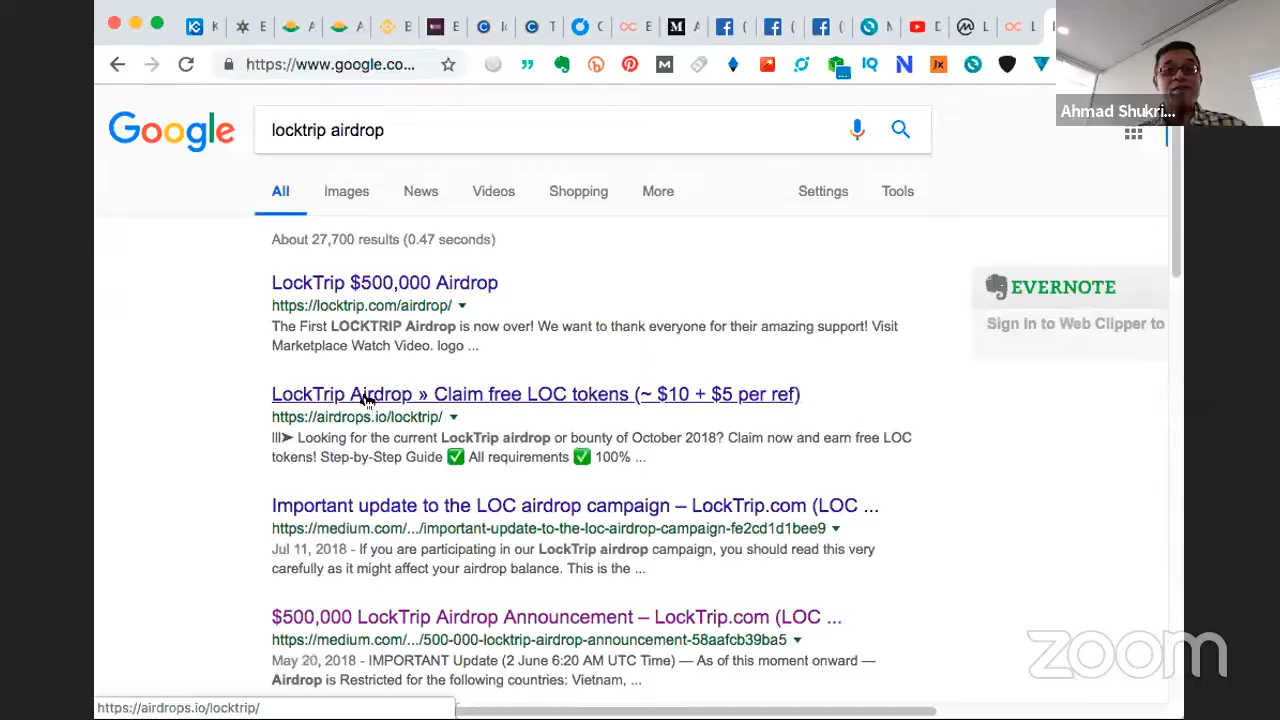 https://www.google.co...
Ahmad Shukri...
Google
locktrip airdrop
All
Images
News
Videos
Shopping
More
Settings
Tools
About 27,700 results (0.47 seconds)
LockTrip $500,000 Airdrop
https://locktrip.com/airdrop/
The First LOCKTRIP Airdrop is now over! We want to thank everyone for their amazing support! Visit
Marketplace Watch Video. logo ...
EVERNOTE
Sign In to Web Clipper to
LockTrip Airdrop » Claim free LOC tokens (~ $10 + $5 per ref)
https://airdrops.io/locktrip/
lll➤ Looking for the current LockTrip airdrop or bounty of October 2018? Claim now and earn free LOC
tokens! Step-by-Step Guide ✅ All requirements ✅ 100% ...
Important update to the LOC airdrop campaign – LockTrip.com (LOC ...
https://medium.com/.../important-update-to-the-loc-airdrop-campaign-fe2cd1d1bee9
Jul 11, 2018 - If you are participating in our LockTrip airdrop campaign, you should read this very
carefully as it might affect your airdrop balance. This is the ...
$500,000 LockTrip Airdrop Announcement – LockTrip.com (LOC ...
https://medium.com/.../500-000-locktrip-airdrop-announcement-58aafcb39ba5
May 20, 2018 - IMPORTANT Update (2 June 6:20 AM UTC Time) — As of this moment onward —
Airdrop is Restricted for the following countries: Vietnam, ...
zoom
https://airdrops.io/locktrip/